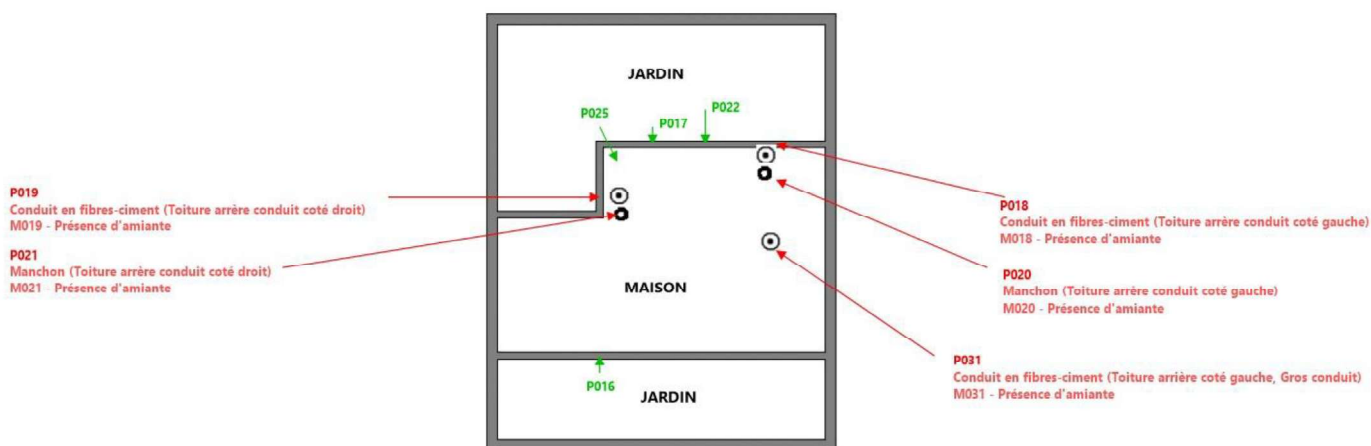 JARDIN
P022
P025
P017
P019
Conduit en fibres-ciment (Toiture arrère conduit coté droit)
M019 - Présence d'amiante
P021
Manchon (Toiture arrère conduit coté droit)
M021 - Présence d'amiante
P018
Conduit en fibres-ciment (Toiture arrère conduit coté gauche)
M018 - Présence d'amiante
P020
Manchon (Toiture arrère conduit coté gauche)
M020 - Présence d'amiante
MAISON
P031
Conduit en fibres-ciment (Toiture arrière coté gauche, Gros conduit)
M031 - Présence d'amiante
P016
JARDIN